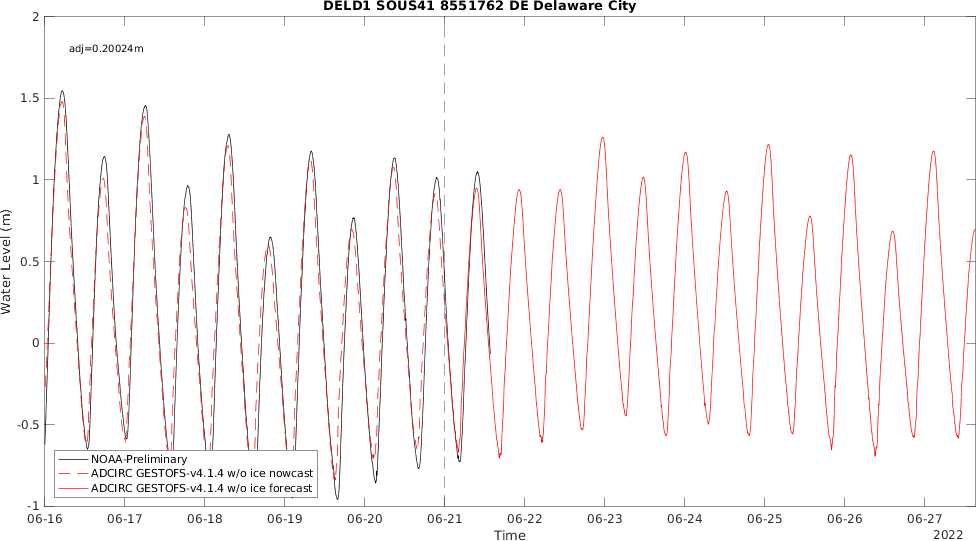 DELD1 SOUS41 8551762 DE Delaware City
2
adj=0.20024m
1.5
1
0.5
0
-0.5
-1
Water Level (m)
NOAA-Preliminary
ADCIRC GESTOFS-v4.1.4 w/o ice nowcast
ADCIRC GESTOFS-v4.1.4 w/o ice forecast
06-16 06-17 06-18 06-19 06-20 06-21 06-22 06-23 06-24 06-25 06-26 06-27
Time
2022